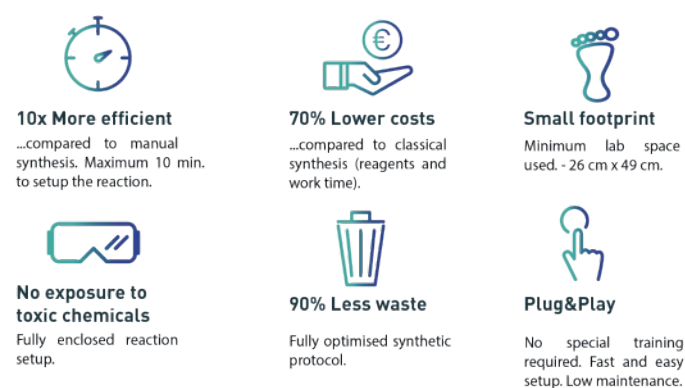 10x More efficient
...compared to manual
synthesis. Maximum 10 min.
to setup the reaction.
70% Lower costs
...compared to classical
synthesis (reagents and
work time).
Small footprint
Minimum lab space
used. - 26 cm x 49 cm.
No exposure to
toxic chemicals
Fully enclosed reaction
setup.
90% Less waste
Fully optimised synthetic
protocol.
Plug&Play
No special training
required. Fast and easy
setup. Low maintenance.